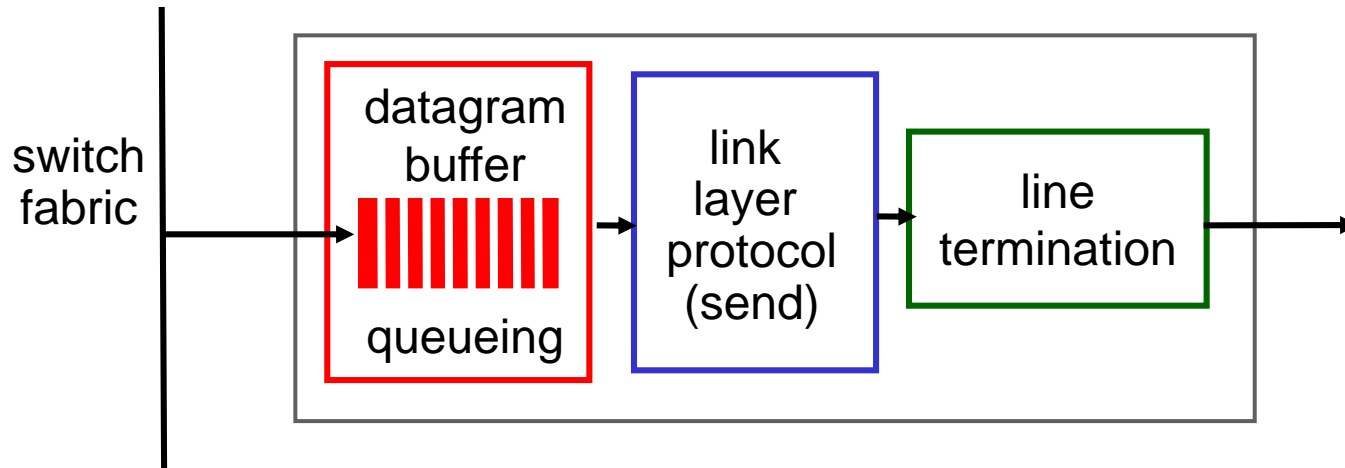 switch
fabric
datagram
buffer
queueing
link
layer
protocol
(send)
line
termination